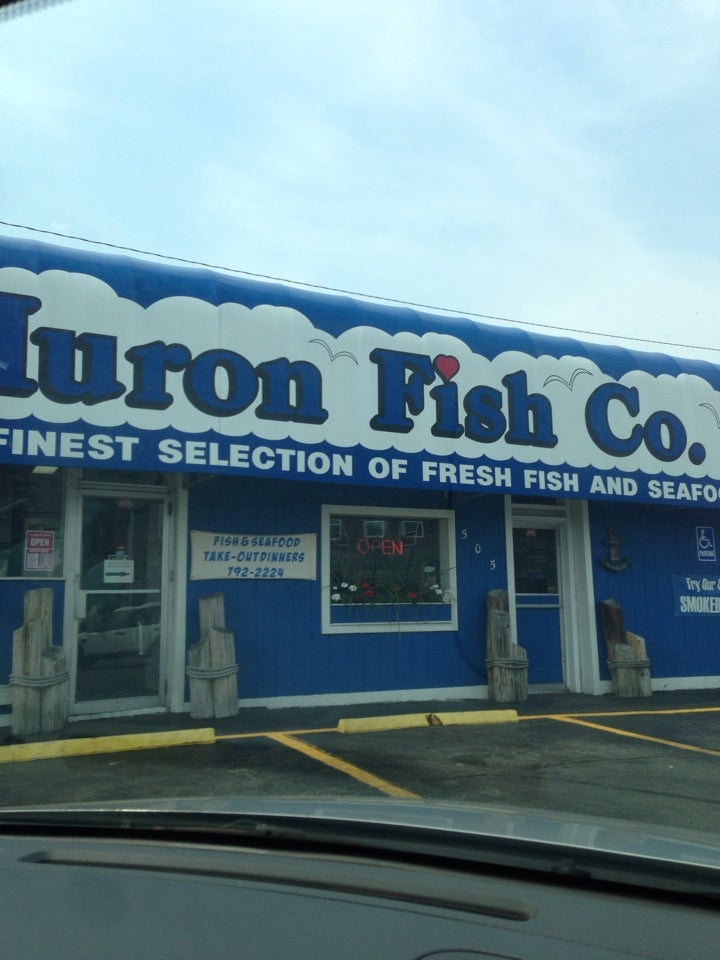 Huron Fish Co.
FINEST SELECTION OF FRESH FISH AND SEAFOO
FISH & SEAFOOD
TAKE-OUT DINNERS
792-2224
OPEN
OPEN
505
PARKING
Try Our
SMOKED